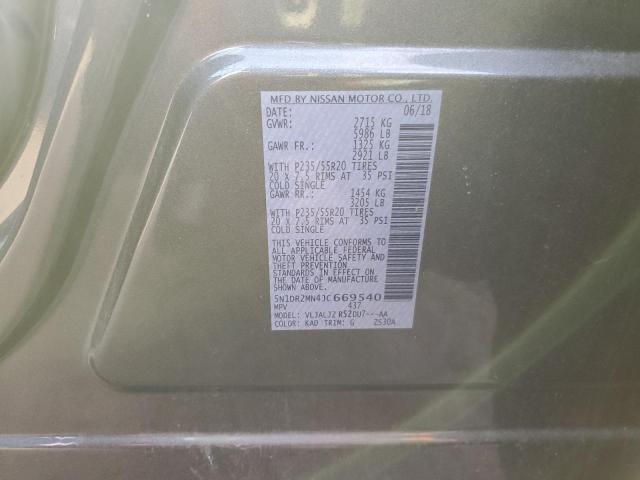 MFD BY NISSAN MOTOR CO., LTD.
DATE: 06/18
GVWR: 2715 KG
5986 LB
GAWR FR.: 1325 KG
2921 LB
WITH P235/55R20 TIRES
20 X 7.5 RIMS AT 35 PSI
COLD SINGLE
GAWR RR.: 1454 KG
3205 LB
WITH P235/55R20 TIRES
20 X 7.5 RIMS AT 35 PSI
COLD SINGLE
THIS VEHICLE CONFORMS TO
ALL APPLICABLE FEDERAL
MOTOR VEHICLE SAFETY AND
THEFT PREVENTION
STANDARDS IN EFFECT ON
THE DATE OF MANUFACTURE
5N1DR2MN4JC669540
MPV 437
MODEL: VLJALJZ R52DU7---AA
COLOR: KAD TRIM: G ZS30A